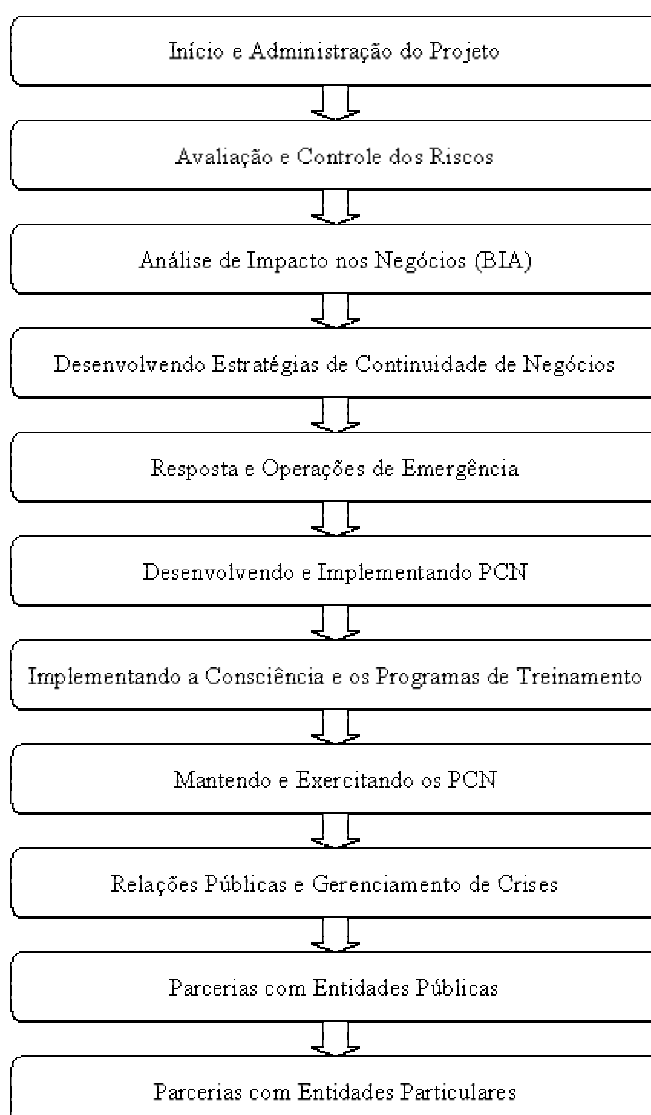 Início e Administração do Projeto
Avaliação e Controle dos Riscos
Análise de Impacto nos Negócios (BIA)
Desenvolvendo Estratégias de Continuidade de Negócios
Resposta e Operações de Emergência
Desenvolvendo e Implementando PCN
Implementando a Consciência e os Programas de Treinamento
Mantendo e Exercitando os PCN
Relações Públicas e Gerenciamento de Crises
Parcerias com Entidades Públicas
Parcerias com Entidades Particulares